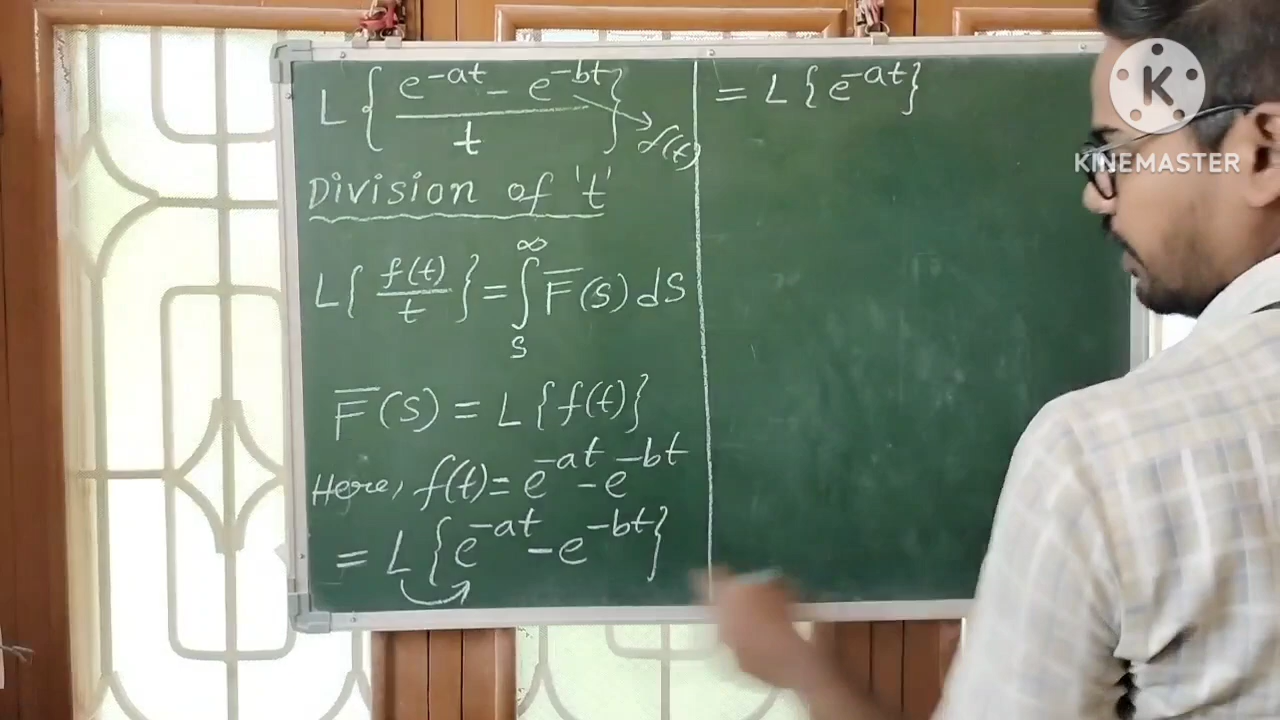 L{ e^-at - e^-bt / t } → f(t)
Division of 't'
L{ f(t) / t } = ∫_S^∞ F̅(S) dS
F̅(S) = L{f(t)}
Here, f(t) = e^-at - e^-bt
= L{e^-at - e^-bt}
= L{e^-at}
K
KINEMASTER